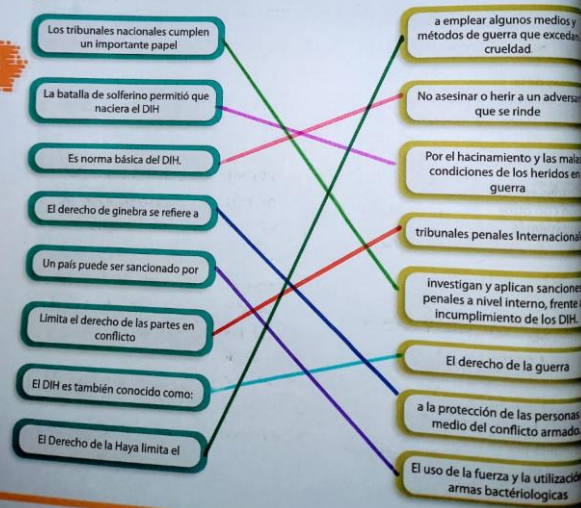 Los tribunales nacionales cumplen
un importante papel
La batalla de solferino permitió que
naciera el DIH
Es norma básica del DIH.
El derecho de ginebra se refiere a
Un país puede ser sancionado por
Limita el derecho de las partes en
conflicto
El DIH es también conocido como:
El Derecho de la Haya limita el
a emplear algunos medios y
métodos de guerra que
crueldad
No asesinar o herir a un
que se rinde
Por el hacinamiento y las
condiciones de los heridos en
guerra
tribunales penales
investigan y aplican
penales a nivel interno, frente
incumplimiento de los DIH.
El derecho de la guerra
a la protección de las personas
medio del conflicto armado.
El uso de la fuerza y la
armas bactériologicas